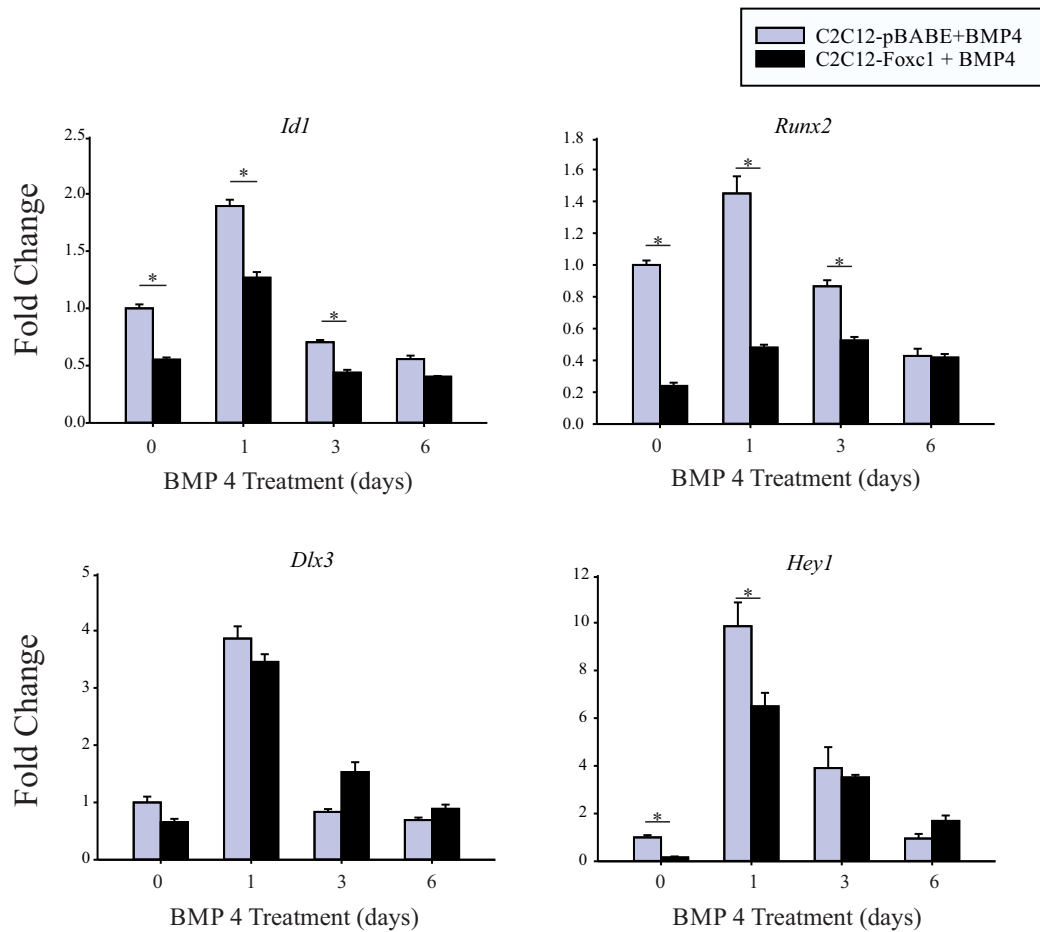 C2C12-pBABE+BMP4
C2C12-Foxc1 + BMP4
Id1
Fold Change
2.5
2.0
1.5
1.0
0.5
0.0
*
*
*
0 1 3 6
BMP 4 Treatment (days)
Runx2
1.8
1.6
1.4
1.2
1.0
0.8
0.6
0.4
0.2
0.0
*
*
*
0 1 3 6
BMP 4 Treatment (days)
Dlx3
Fold Change
5
4
3
2
1
0
0 1 3 6
BMP 4 Treatment (days)
Hey1
12
10
8
6
4
2
0
*
*
0 1 3 6
BMP 4 Treatment (days)